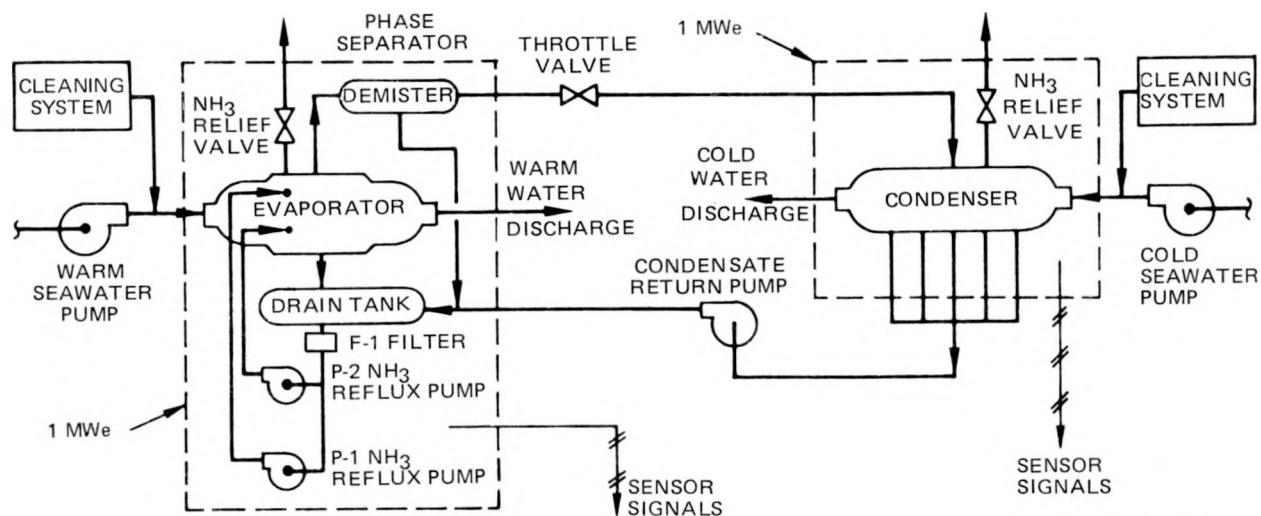 PHASE
SEPARATOR
THROTTLE
VALVE
1 MWe
CLEANING
SYSTEM
NH3
RELIEF
VALVE
DEMISTER
NH3
RELIEF
VALVE
CLEANING
SYSTEM
EVAPORATOR
WARM
WATER
DISCHARGE
COLD
WATER
DISCHARGE
CONDENSER
WARM
SEAWATER
PUMP
DRAIN TANK
CONDENSATE
RETURN PUMP
COLD
SEAWATER
PUMP
F-1 FILTER
P-2 NH3
REFLUX PUMP
1 MWe
P-1 NH3
REFLUX PUMP
SENSOR
SIGNALS
SENSOR
SIGNALS